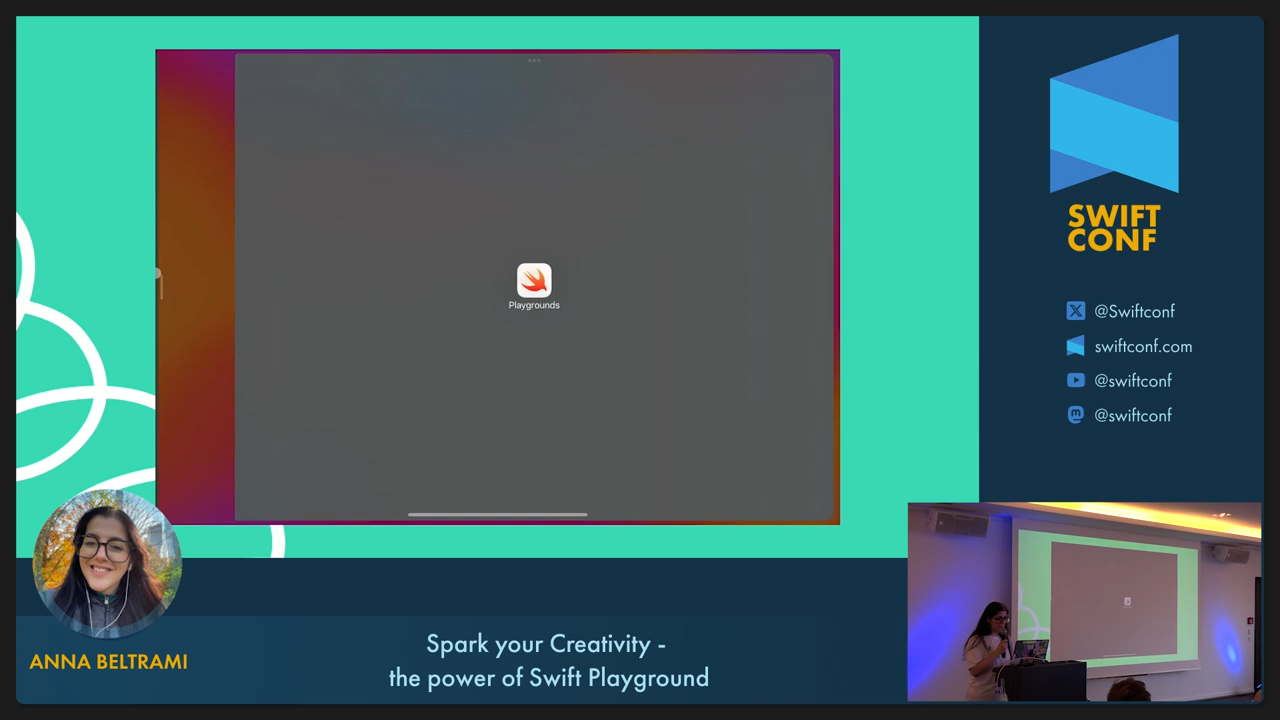 Playgrounds
SWIFT
CONF
@Swiftconf
swiftconf.com
@swiftconf
@swiftconf
ANNA BELTRAMI
Spark your Creativity -
the power of Swift Playground